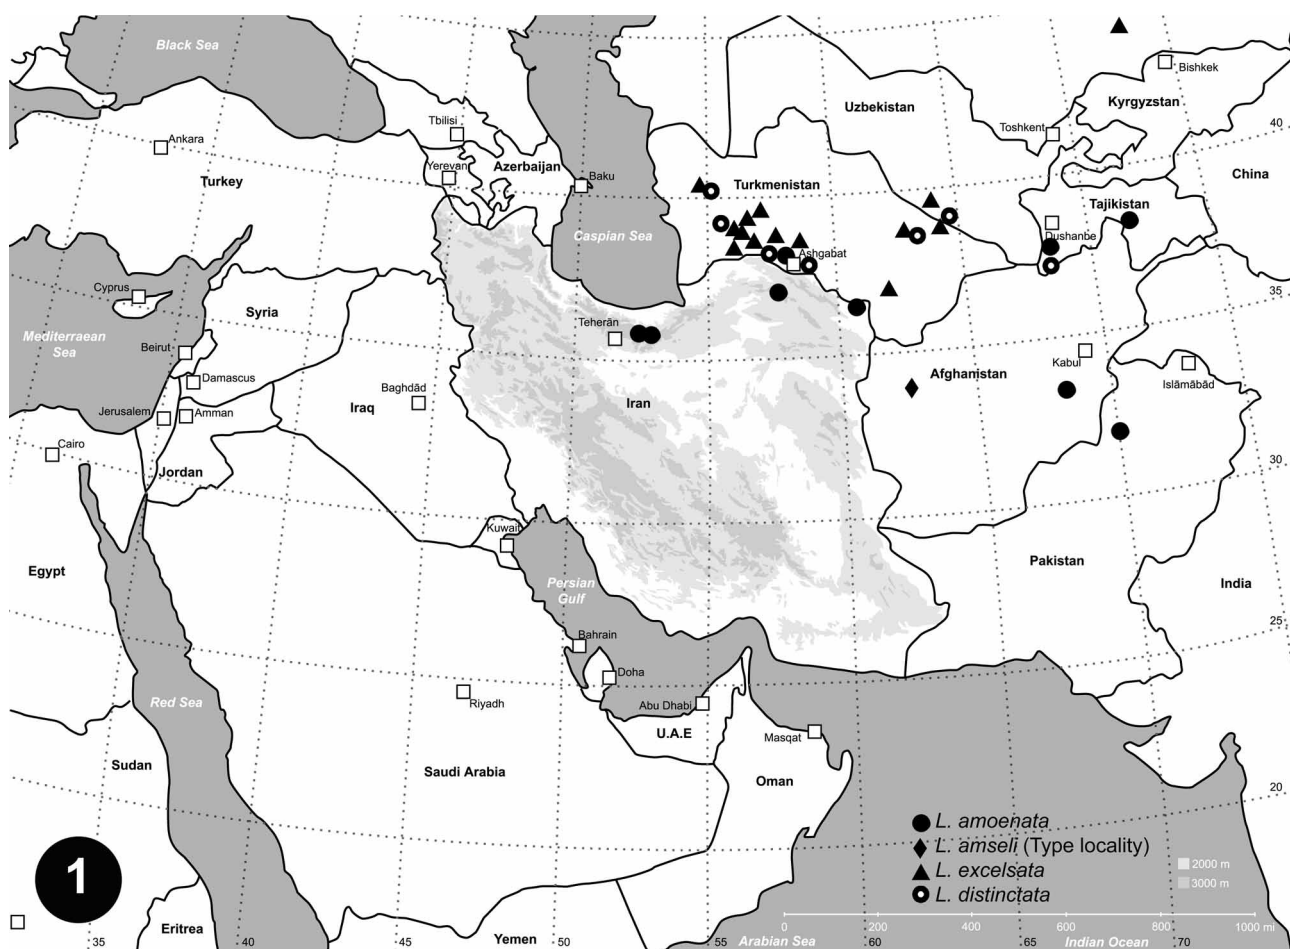 Black Sea
Bishkek
Uzbekistan
Kyrgyzstan
Tbilisi
Toshkent
40
Ankara
Yerevan
Azerbaijan
Baku
Turkey
Turkmenistan
China
Tajikistan
Caspian Sea
Dushanbe
Ashgabat
Cyprus
35
Syria
Teherān
Mediterraean
Sea
Beirut
Kabul
Damascus
Afghanistan
Islāmābād
Baghdād
Iraq
Iran
Jerusalem
Amman
Cairo
Jordan
30
Kuwait
Egypt
Persian
Gulf
Pakistan
India
Bahrain
25
Doha
Red Sea
Riyadh
Abu Dhabi
U.A.E
Masqat
Sudan
Saudi Arabia
Oman
20
L. amoenata
L. amseli (Type locality)
L. excelsata
L. distinctata
2000 m
3000 m
1
0 200 400 600 800 1000 mi
Eritrea
35 40 45 Yemen 50 55 Arabian Sea 60 65 Indian Ocean 70
70
70